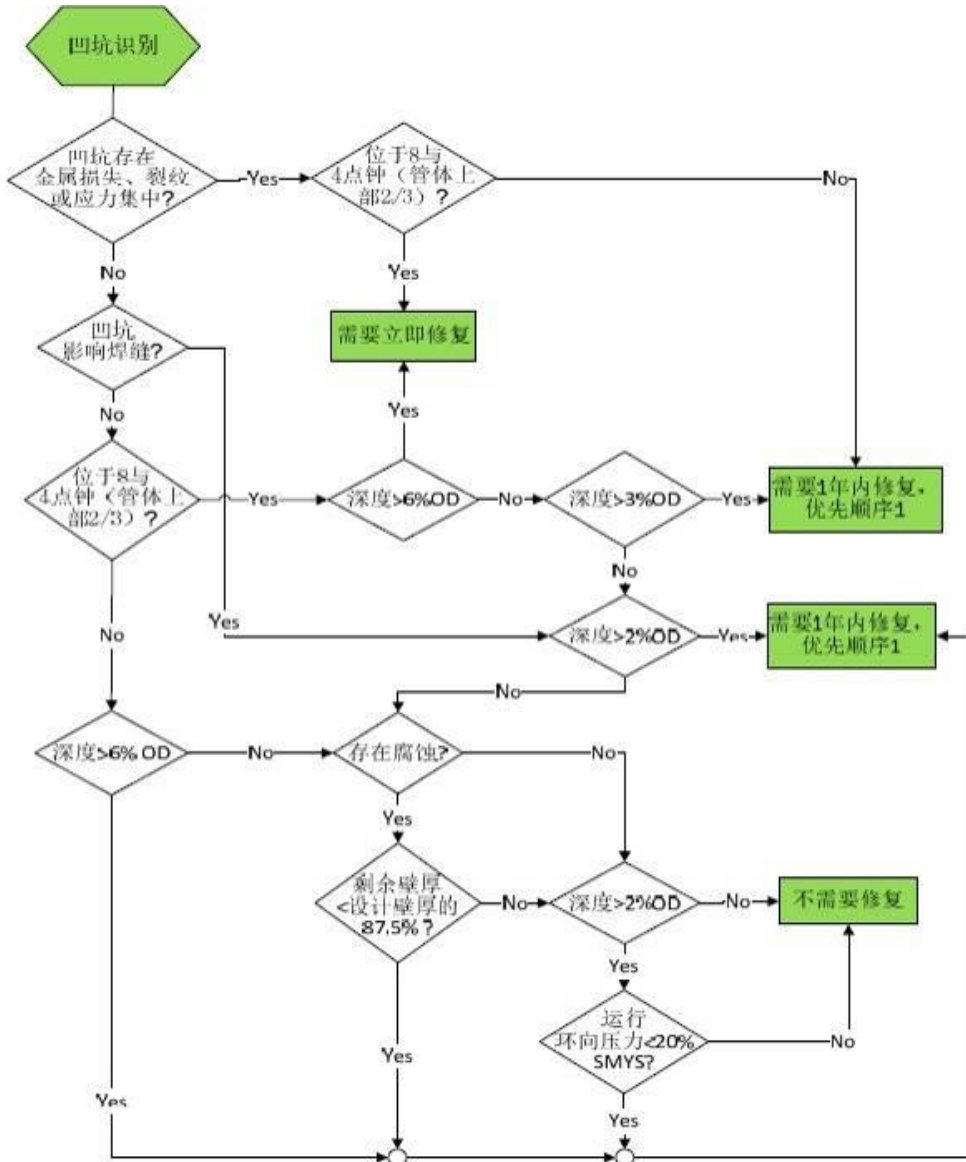 凹坑识别
凹坑存在
金属损失、裂纹
或应力集中?
Yes
位于8与
4点钟（管体上
部2/3）?
No
No
Yes
凹坑
影响焊缝?
需要立即修复
No
Yes
位于8与
4点钟（管体上
部2/3）?
Yes
深度>6%OD
No
深度>3%OD
Yes
需要1年内修复，
优先顺序1
No
No
Yes
深度>2%OD
Yes
需要1年内修复，
优先顺序1
No
深度>6%OD
No
存在腐蚀?
No
Yes
剩余壁厚
<设计壁厚的
87.5%?
No
深度>2%OD
No
不需要修复
Yes
运行
环向压力<20%
SMYS?
No
Yes
Yes
Yes